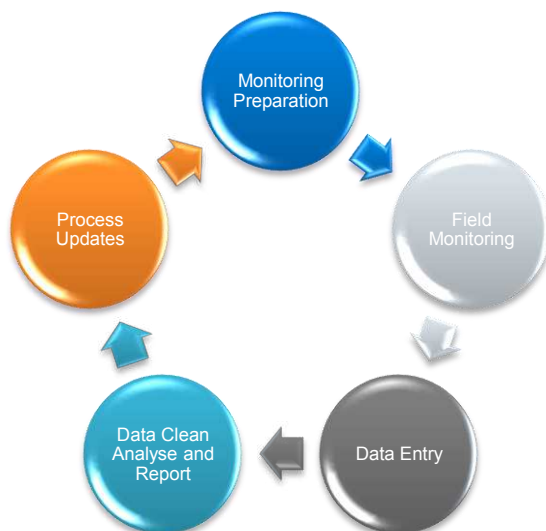 Monitoring
Preparation
Field
Monitoring
Data Entry
Data Clean
Analyse and
Report
Process
Updates